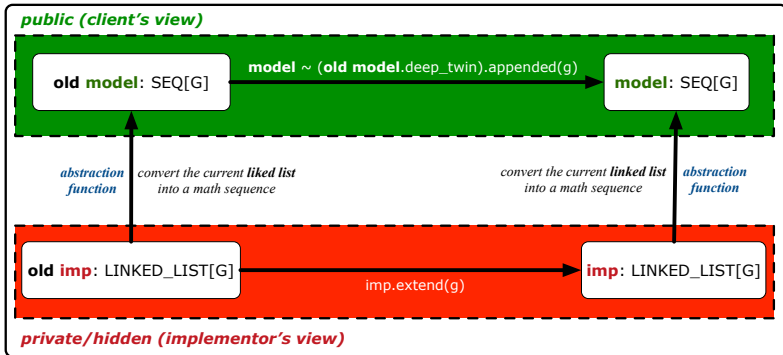 public (client's view)
old model: SEQ[G]
model ~ (old model.deep_twin).appended(g)
model: SEQ[G]
abstraction
function
convert the current liked list
into a math sequence
convert the current linked list
into a math sequence
abstraction
function
old imp: LINKED_LIST[G]
imp.extend(g)
imp: LINKED_LIST[G]
private/hidden (implementor's view)